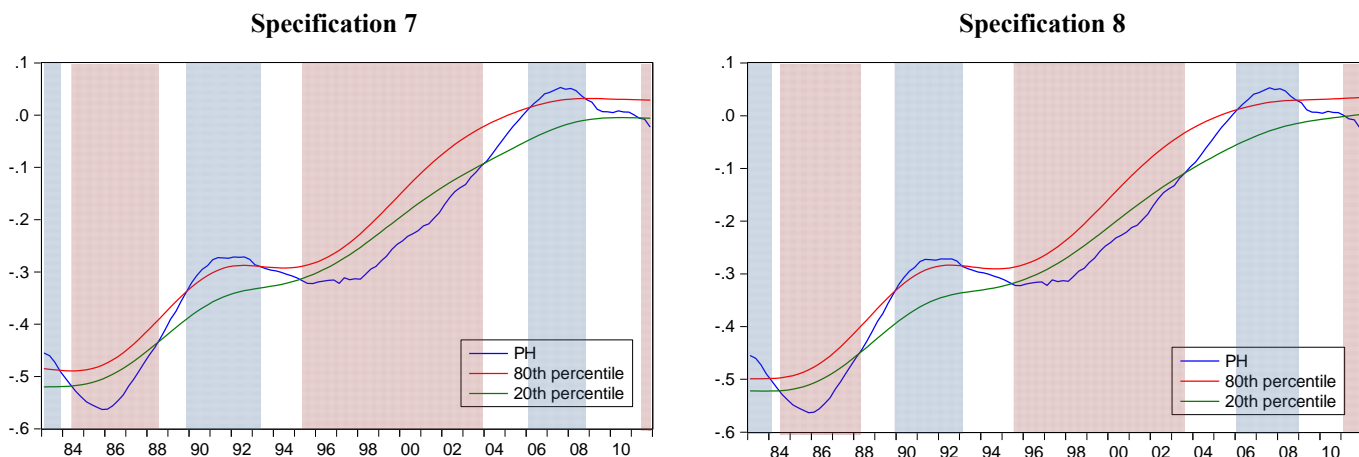 Specification 7
.1
.0
-.1
-.2
-.3
-.4
-.5
-.6
PH
80th percentile
20th percentile
84 86 88 90 92 94 96 98 00 02 04 06 08 10
Specification 8
.1
.0
-.1
-.2
-.3
-.4
-.5
-.6
PH
80th percentile
20th percentile
84 86 88 90 92 94 96 98 00 02 04 06 08 10